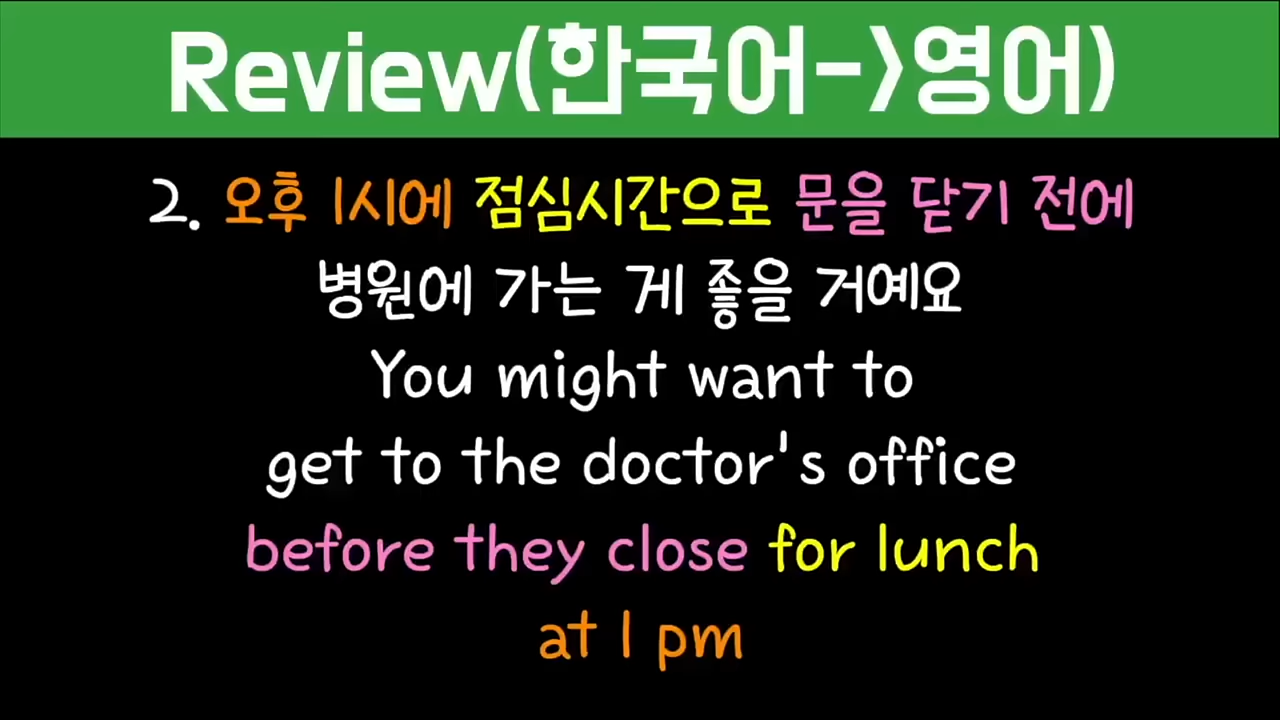 Review(한국어->영어)
2. 오후 1시에 점심시간으로 문을 닫기 전에
병원에 가는 게 좋을 거예요
You might want to
get to the doctor's office
before they close for lunch
at 1 pm